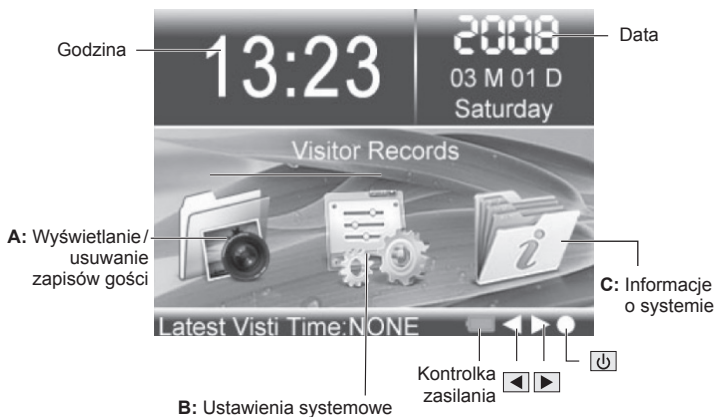 Godzina
13:23
2008
Data
03 M 01 D
Saturday
Visitor Records
A: Wyświetlanie/
usuwanie
zapisów gości
C: Informacje
o systemie
Latest Visti Time:NONE
Kontrolka
zasilania
B: Ustawienia systemowe